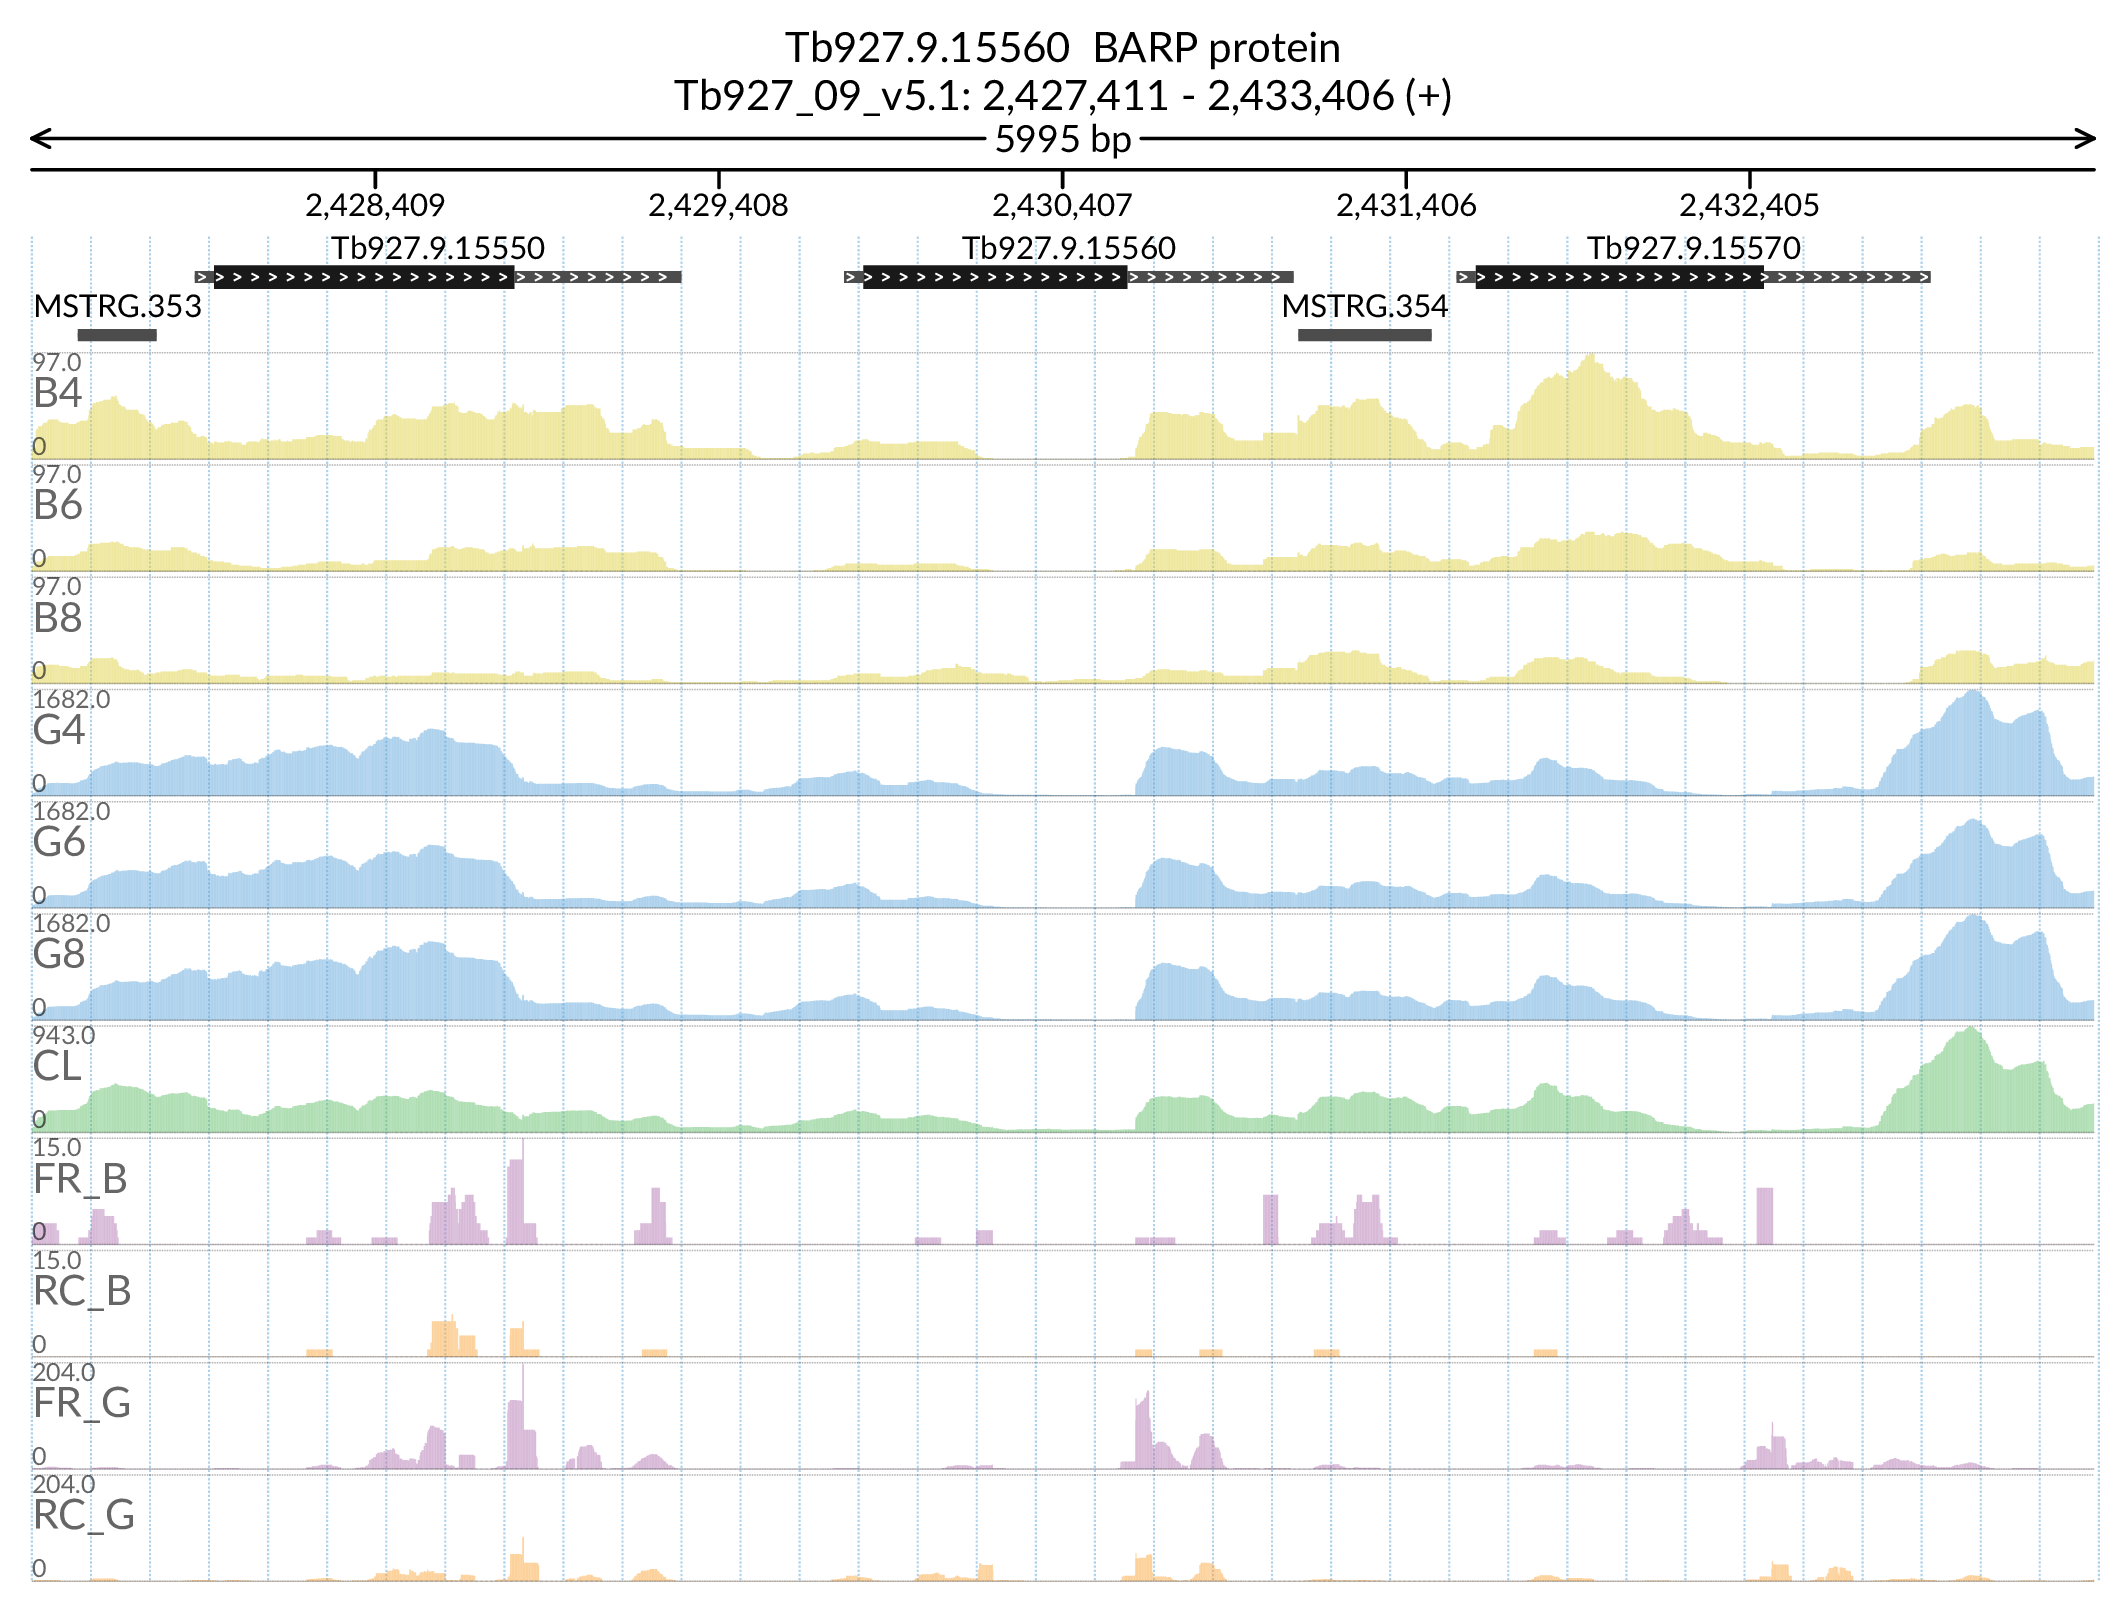 Tb927.9.15560 BARP protein
Tb927_09_v5.1: 2,427,411 - 2,433,406 (+)
5995 bp
2,428,409 2,429,408 2,430,407 2,431,406 2,432,405
Tb927.9.15550 Tb927.9.15560 Tb927.9.15570
MSTRG.353 MSTRG.354
97.0
B4
0
97.0
B6
0
97.0
B8
0
1682.0
G4
0
1682.0
G6
0
1682.0
G8
0
943.0
CL
0
15.0
FR_B
0
15.0
RC_B
0
204.0
FR_G
0
204.0
RC_G
0